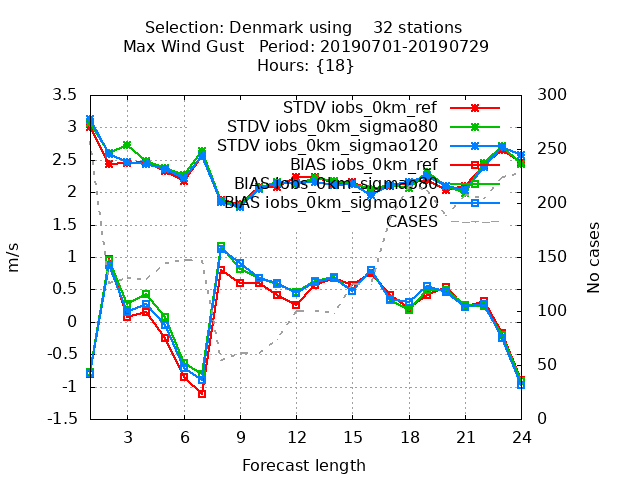 Selection: Denmark using    32 stations
Max Wind Gust   Period: 20190701-20190729
Hours: {18}
STDV iobs_0km_ref
STDV iobs_0km_sigmao80
STDV iobs_0km_sigmao120
BIAS iobs_0km_ref
BIAS iobs_0km_sigmao80
BIAS iobs_0km_sigmao120
CASES
3.5
3
2.5
2
1.5
1
0.5
0
-0.5
-1
-1.5
m/s
300
250
200
150
100
50
0
No cases
3 6 9 12 15 18 21 24
Forecast length